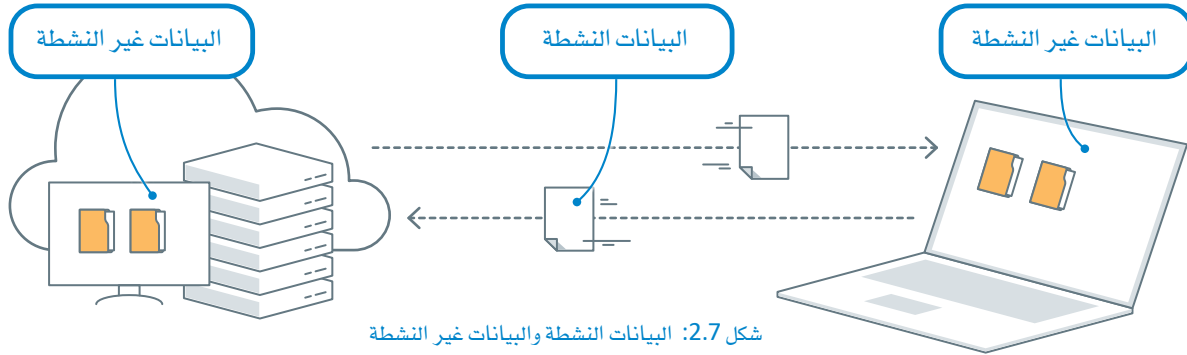 البيانات غير النشطة
البيانات النشطة
البيانات غير النشطة
شكل 2.7: البيانات النشطة والبيانات غير النشطة